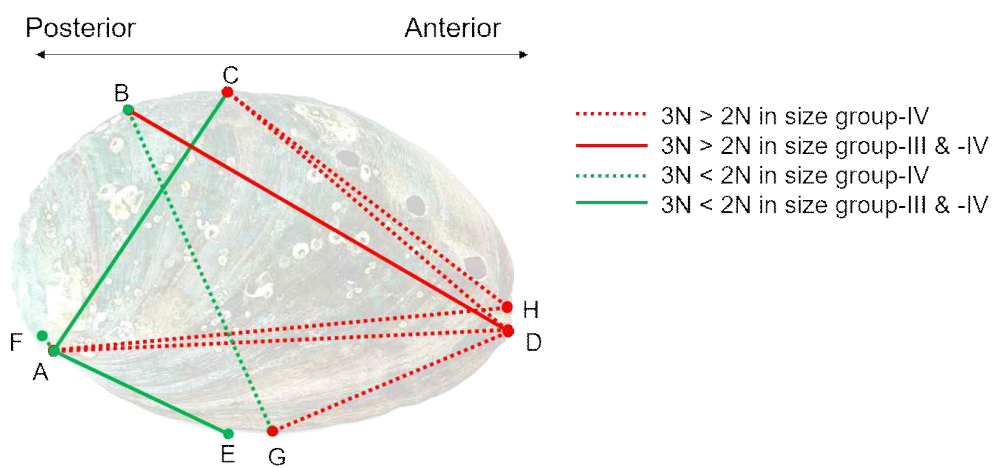 Posterior
Anterior
C
B
3N > 2N in size group-IV
3N > 2N in size group-III & -IV
3N < 2N in size group-IV
3N < 2N in size group-III & -IV
H
F
D
A
E
G